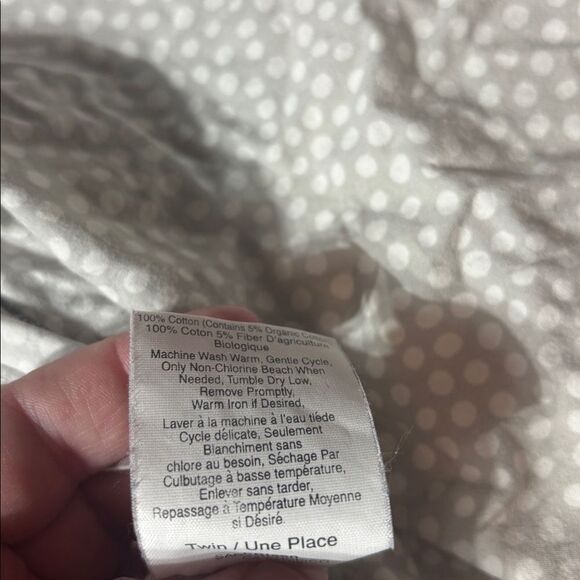 100% Cotton (Contains 5% Organic
100% Coton 5% Fiber D'agriculture
Biologique
Machine Wash Warm, Gentle Cycle,
Only Non-Chlorine Beach When
Needed, Tumble Dry Low,
Remove Promptly,
Warm Iron if Desired,
Laver à la machine à l'eau tiéde
Cycle délicate, Seulement
Blanchiment sans
chlore au besoin, Séchage Par
Culbutage à basse température,
Enlever sans tarder,
Repassage à Température Moyenne
si Désiré
Twin / Une Place